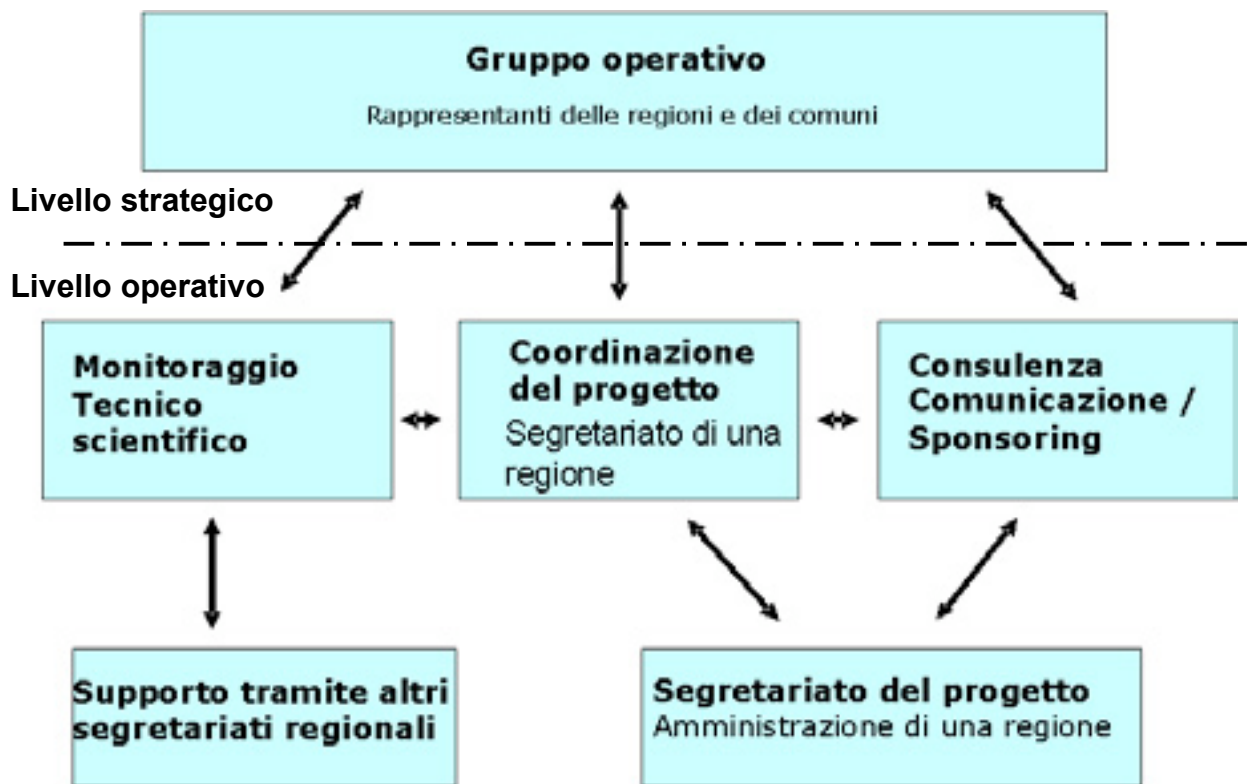 Gruppo operativo
Rappresentanti delle regioni e dei comuni
Livello strategico
Livello operativo
Monitoraggio
Tecnico
scientifico
Coordinazione
del progetto
Segretariato di una
regione
Consulenza
Comunicazione /
Sponsoring
Supporto tramite altri
segretariati regionali
Segretariato del progetto
Amministrazione di una regione